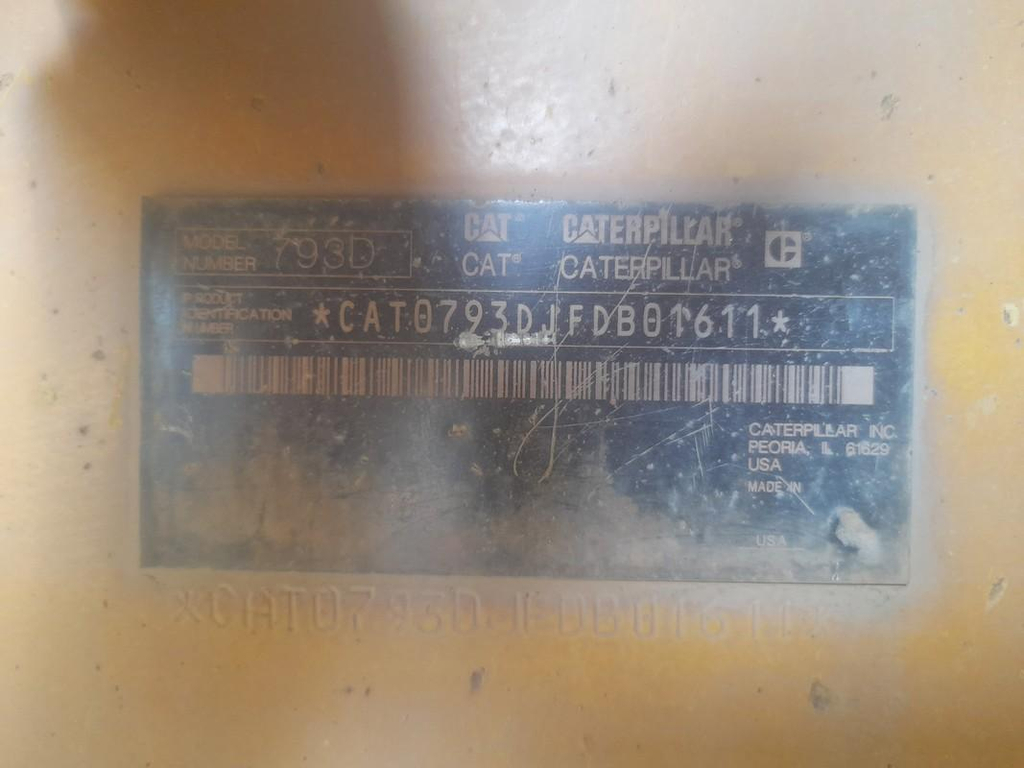 CAT® CATERPILLAR®
MODEL NUMBER 793D
CAT® CATERPILLAR®
PRODUCT IDENTIFICATION NUMBER
*CAT0793DJFDB01611*
CATERPILLAR INC.
PEORIA, IL 61629
USA
MADE IN
USA
*CAT0793DJFDB01611*